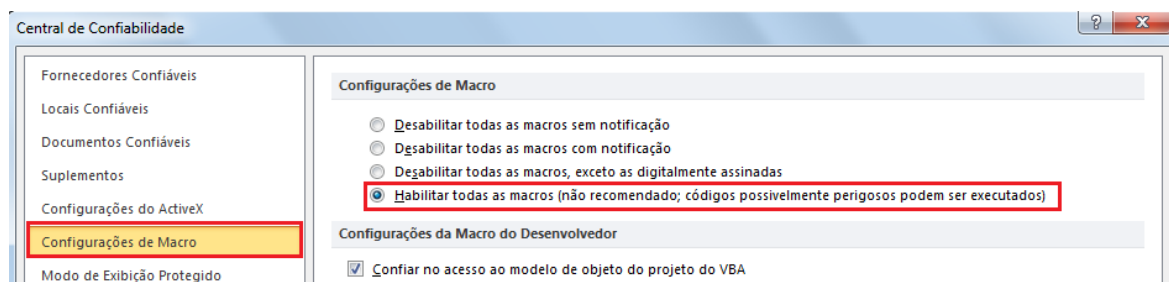 Central de Confiabilidade
Fornecedores Confiáveis
Locais Confiáveis
Documentos Confiáveis
Suplementos
Configurações do ActiveX
Configurações de Macro
Modo de Exibição Protegido
Configurações de Macro
Desabilitar todas as macros sem notificação
Desabilitar todas as macros com notificação
Desabilitar todas as macros, exceto as digitalmente assinadas
Habilitar todas as macros (não recomendado; códigos possivelmente perigosos podem ser executados)
Configurações da Macro do Desenvolvedor
Confiar no acesso ao modelo de objeto do projeto do VBA